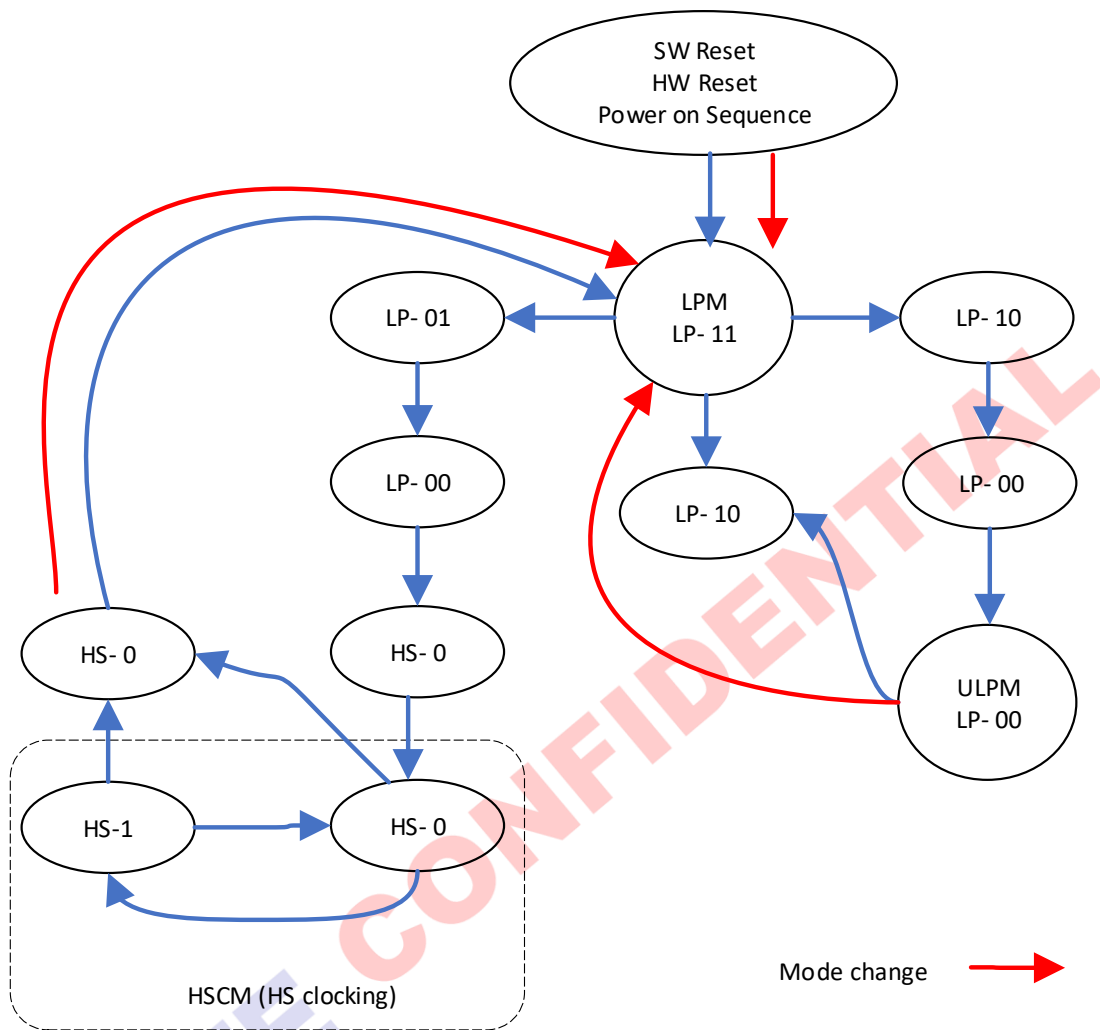 SW Reset
HW Reset
Power on Sequence
LPM
LP- 11
LP- 01
LP- 10
LP- 00
LP- 10
LP- 00
HS- 0
HS- 0
ULPM
LP- 00
HS-1
HS- 0
HSCM (HS clocking)
Mode change
CONFIDENTIAL